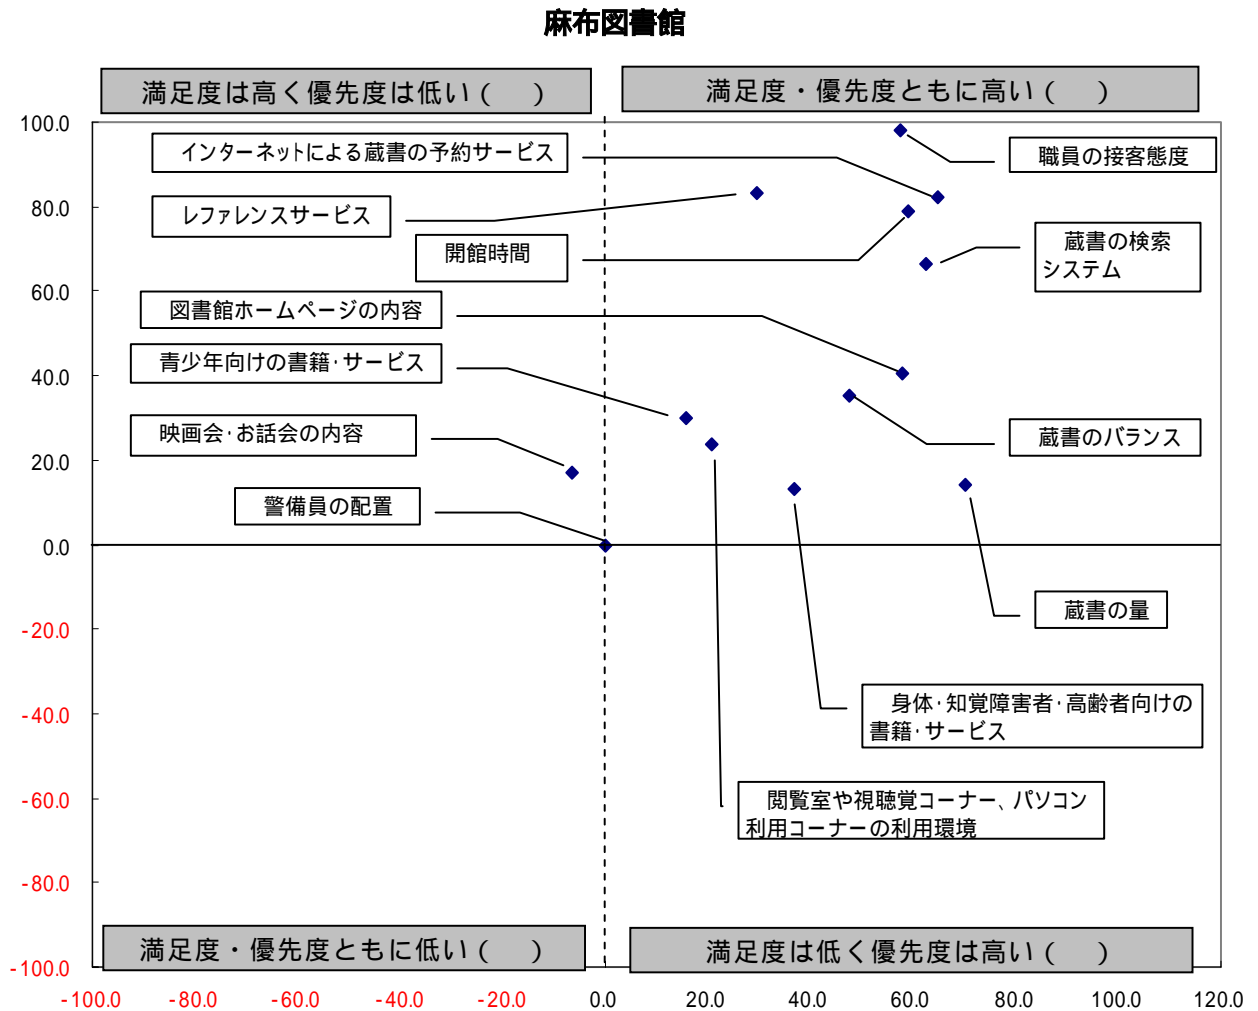 麻布図書館
満足度は高く優先度は低い(　)
満足度・優先度ともに高い(　)
100.0
インターネットによる蔵書の予約サービス
職員の接客態度
80.0
レファレンスサービス
開館時間
蔵書の検索
システム
60.0
図書館ホームページの内容
青少年向けの書籍・サービス
40.0
映画会・お話会の内容
蔵書のバランス
20.0
警備員の配置
0.0
蔵書の量
-20.0
身体・知覚障害者・高齢者向けの
書籍・サービス
-40.0
閲覧室や視聴覚コーナー、パソコン
利用コーナーの利用環境
-60.0
-80.0
満足度・優先度ともに低い(　)
満足度は低く優先度は高い(　)
-100.0
-100.0 -80.0 -60.0 -40.0 -20.0 0.0 20.0 40.0 60.0 80.0 100.0 120.0